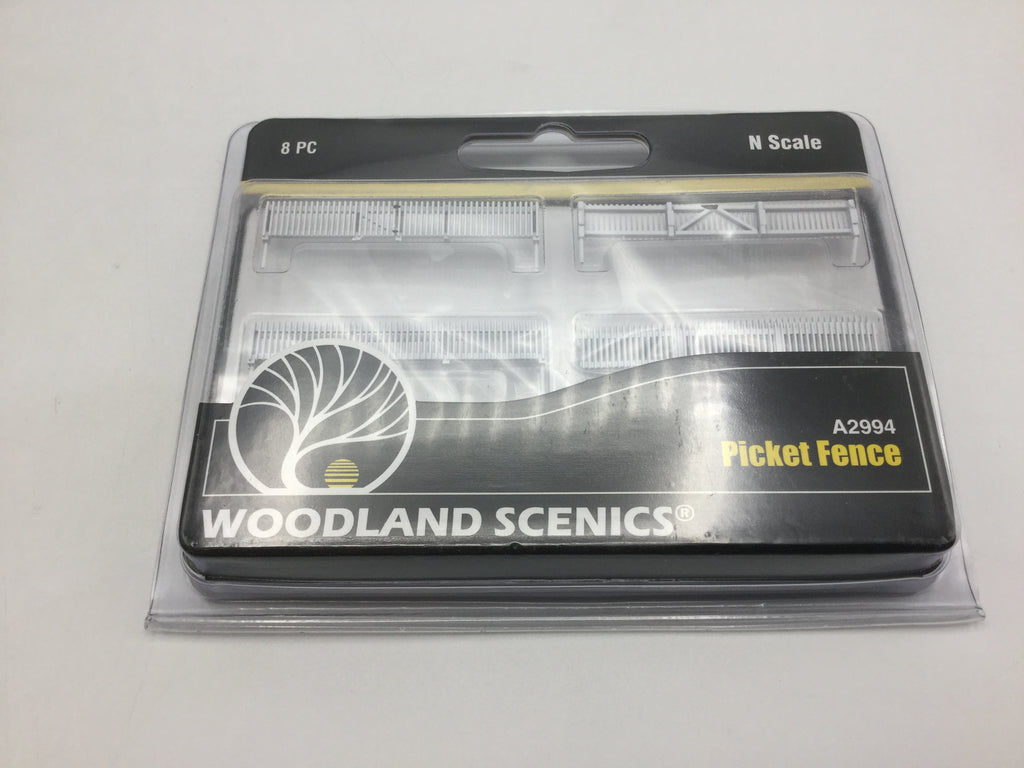 8 PC
N Scale
A2994
Picket Fence
WOODLAND SCENICS®